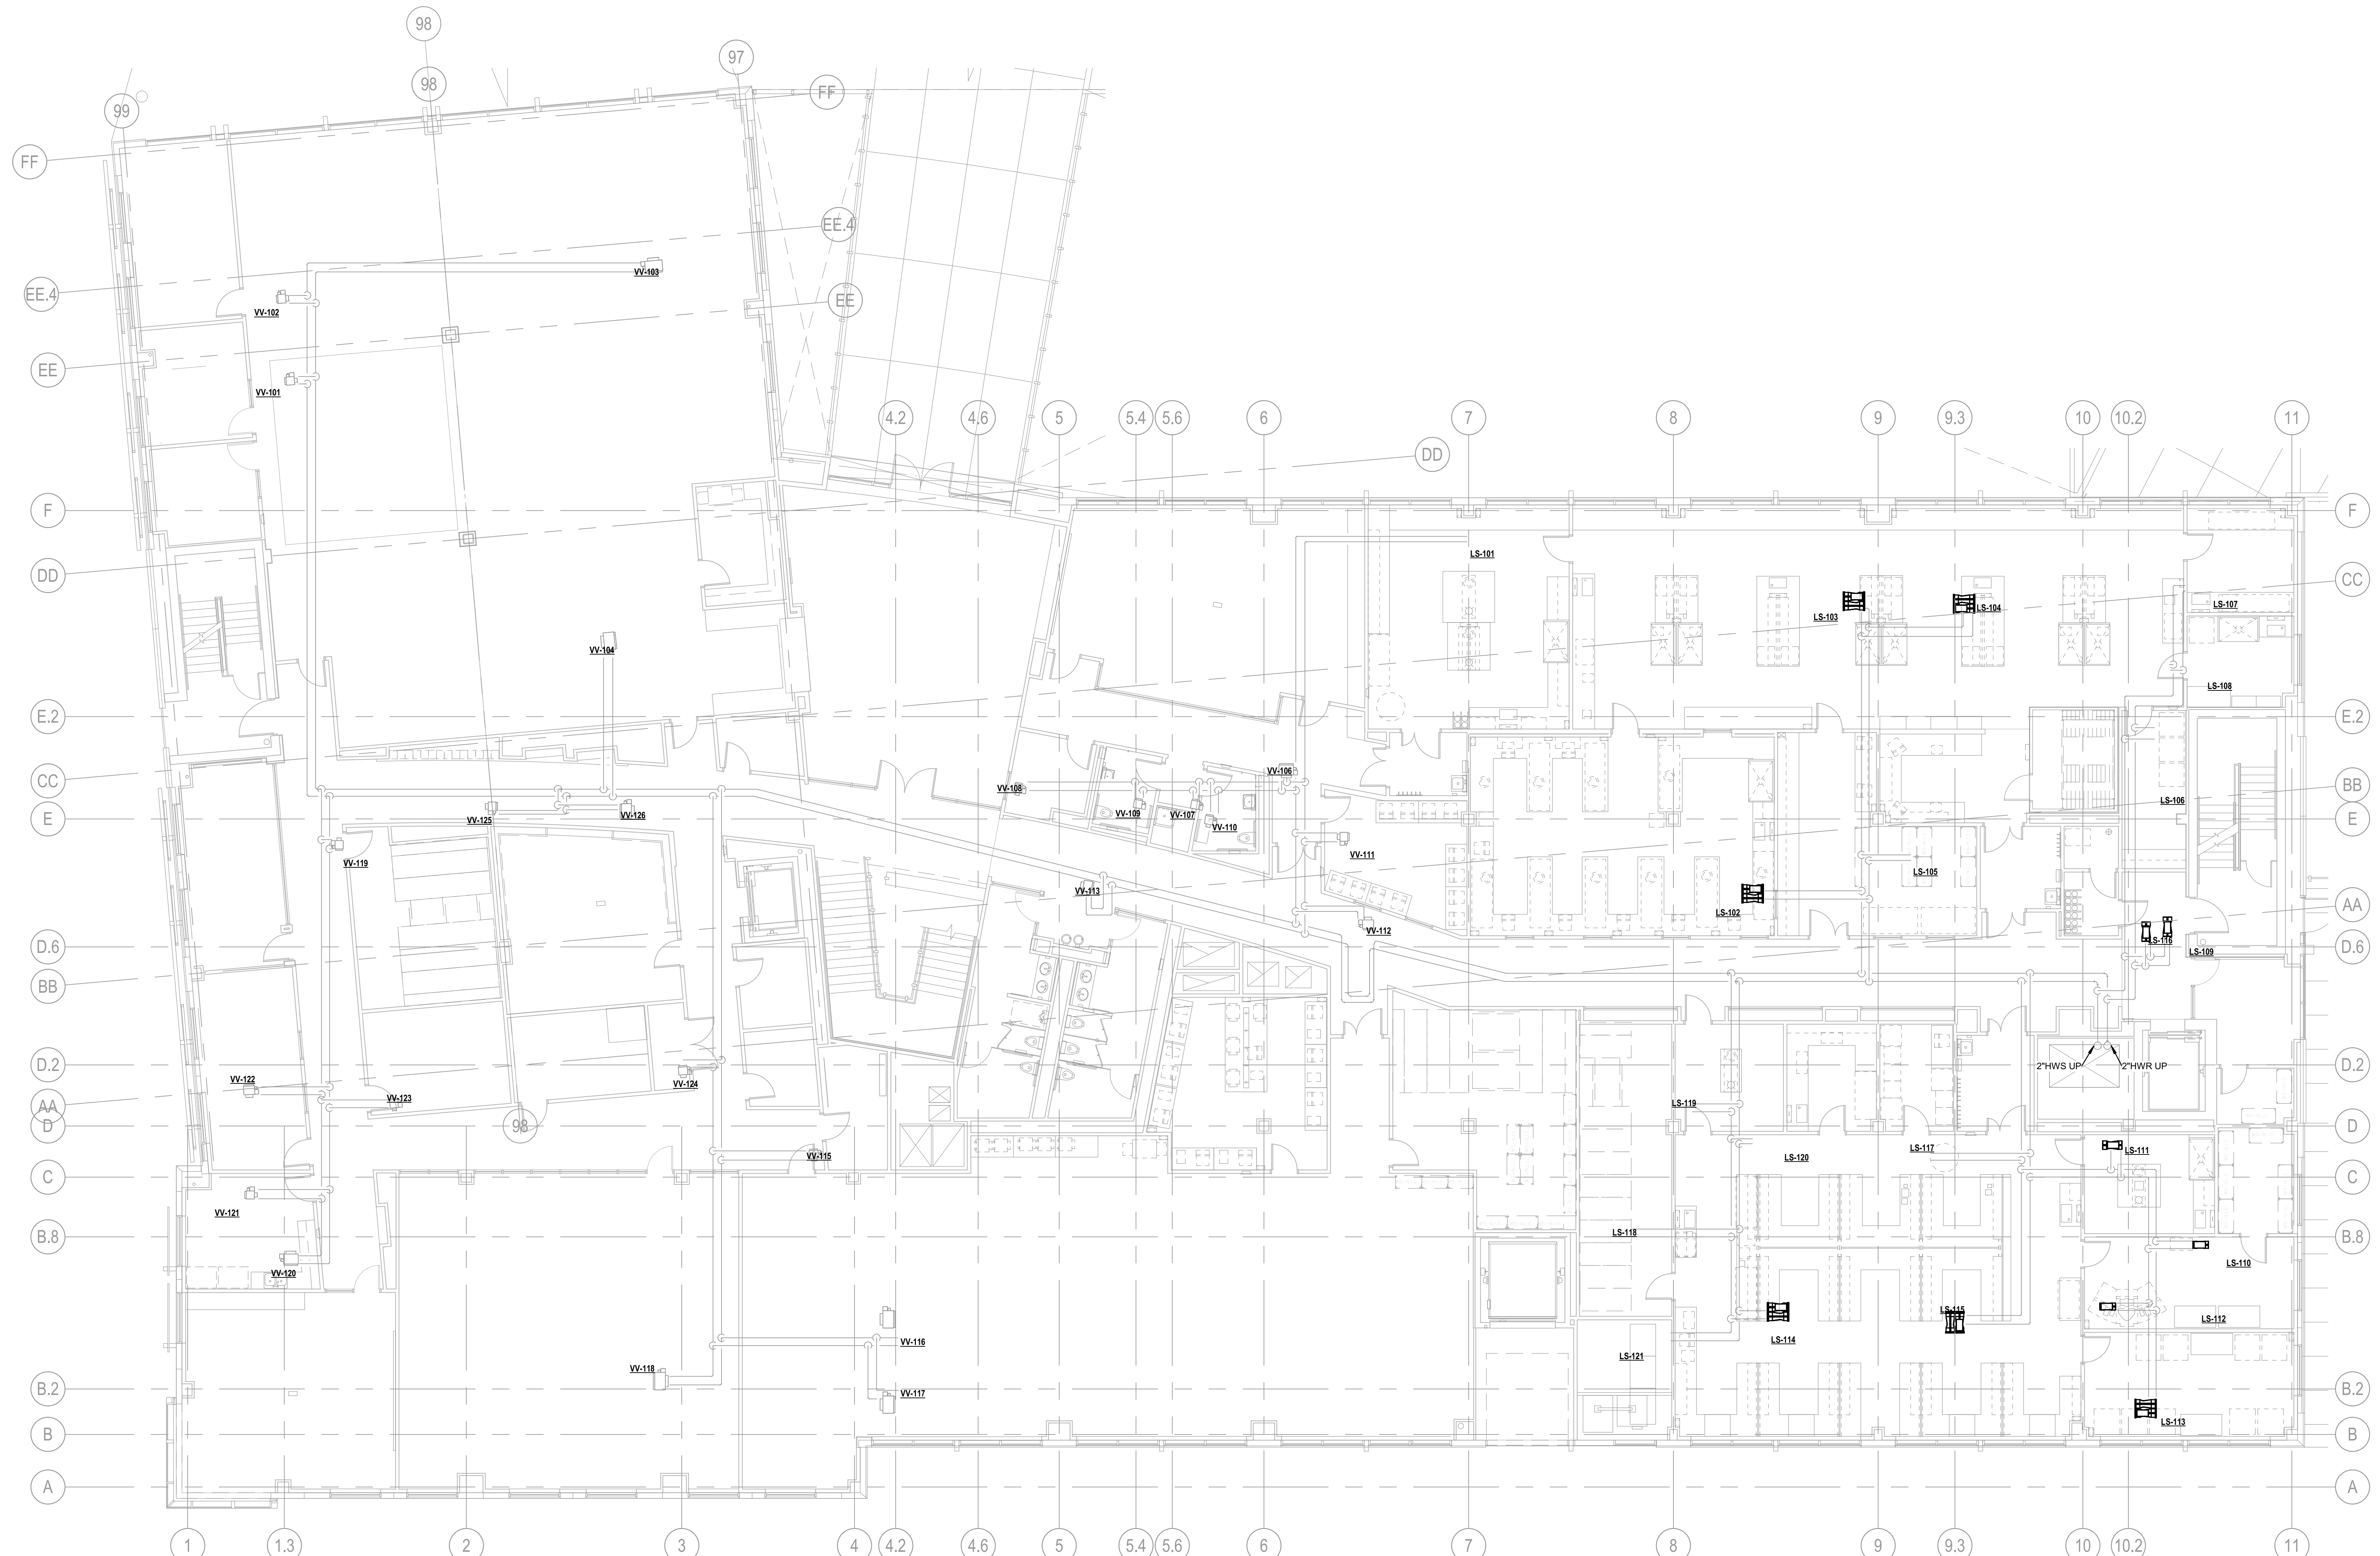 98
97
98
FF
99
FF
EE.4
EE.4
VV-103
EE
VV-102
EE
VV-101
4.2
4.6
5
5.4
5.6
6
7
8
9
9.3
10
10.2
11
DD
F
F
LS-101
DD
CC
LS-103
LS-104
LS-107
VV-104
LS-108
E.2
E.2
CC
VV-106
BB
VV-108
LS-106
VV-125
VV-126
VV-109
VV-107
E
E
VV-110
VV-111
VV-119
LS-105
VV-113
AA
LS-102
VV-112
D.6
LS-116
D.6
LS-109
BB
D.2
2"HWS UP
2"HWR UP
D.2
VV-122
VV-124
VV-123
AA
LS-119
D
98
D
LS-117
LS-111
VV-115
LS-120
C
C
VV-121
LS-118
B.8
B.8
LS-110
VV-120
LS-115
LS-112
VV-116
LS-114
LS-121
VV-118
B.2
B.2
VV-117
LS-113
B
B
A
A
1
1.3
2
3
4
4.2
4.6
5
5.4
5.6
6
7
8
9
9.3
10
10.2
11